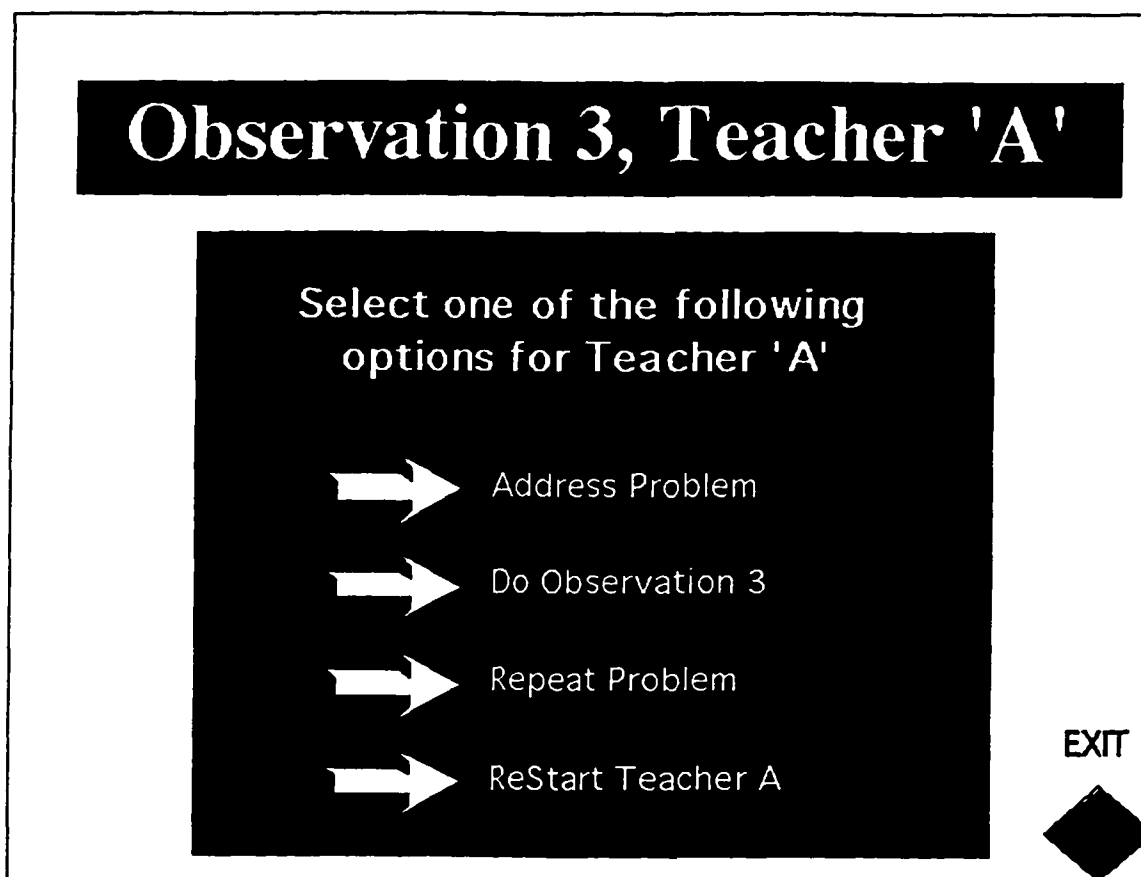 Observation 3, Teacher 'A'
Select one of the following
options for Teacher 'A'
Address Problem
Do Observation 3
Repeat Problem
ReStart Teacher A
EXIT